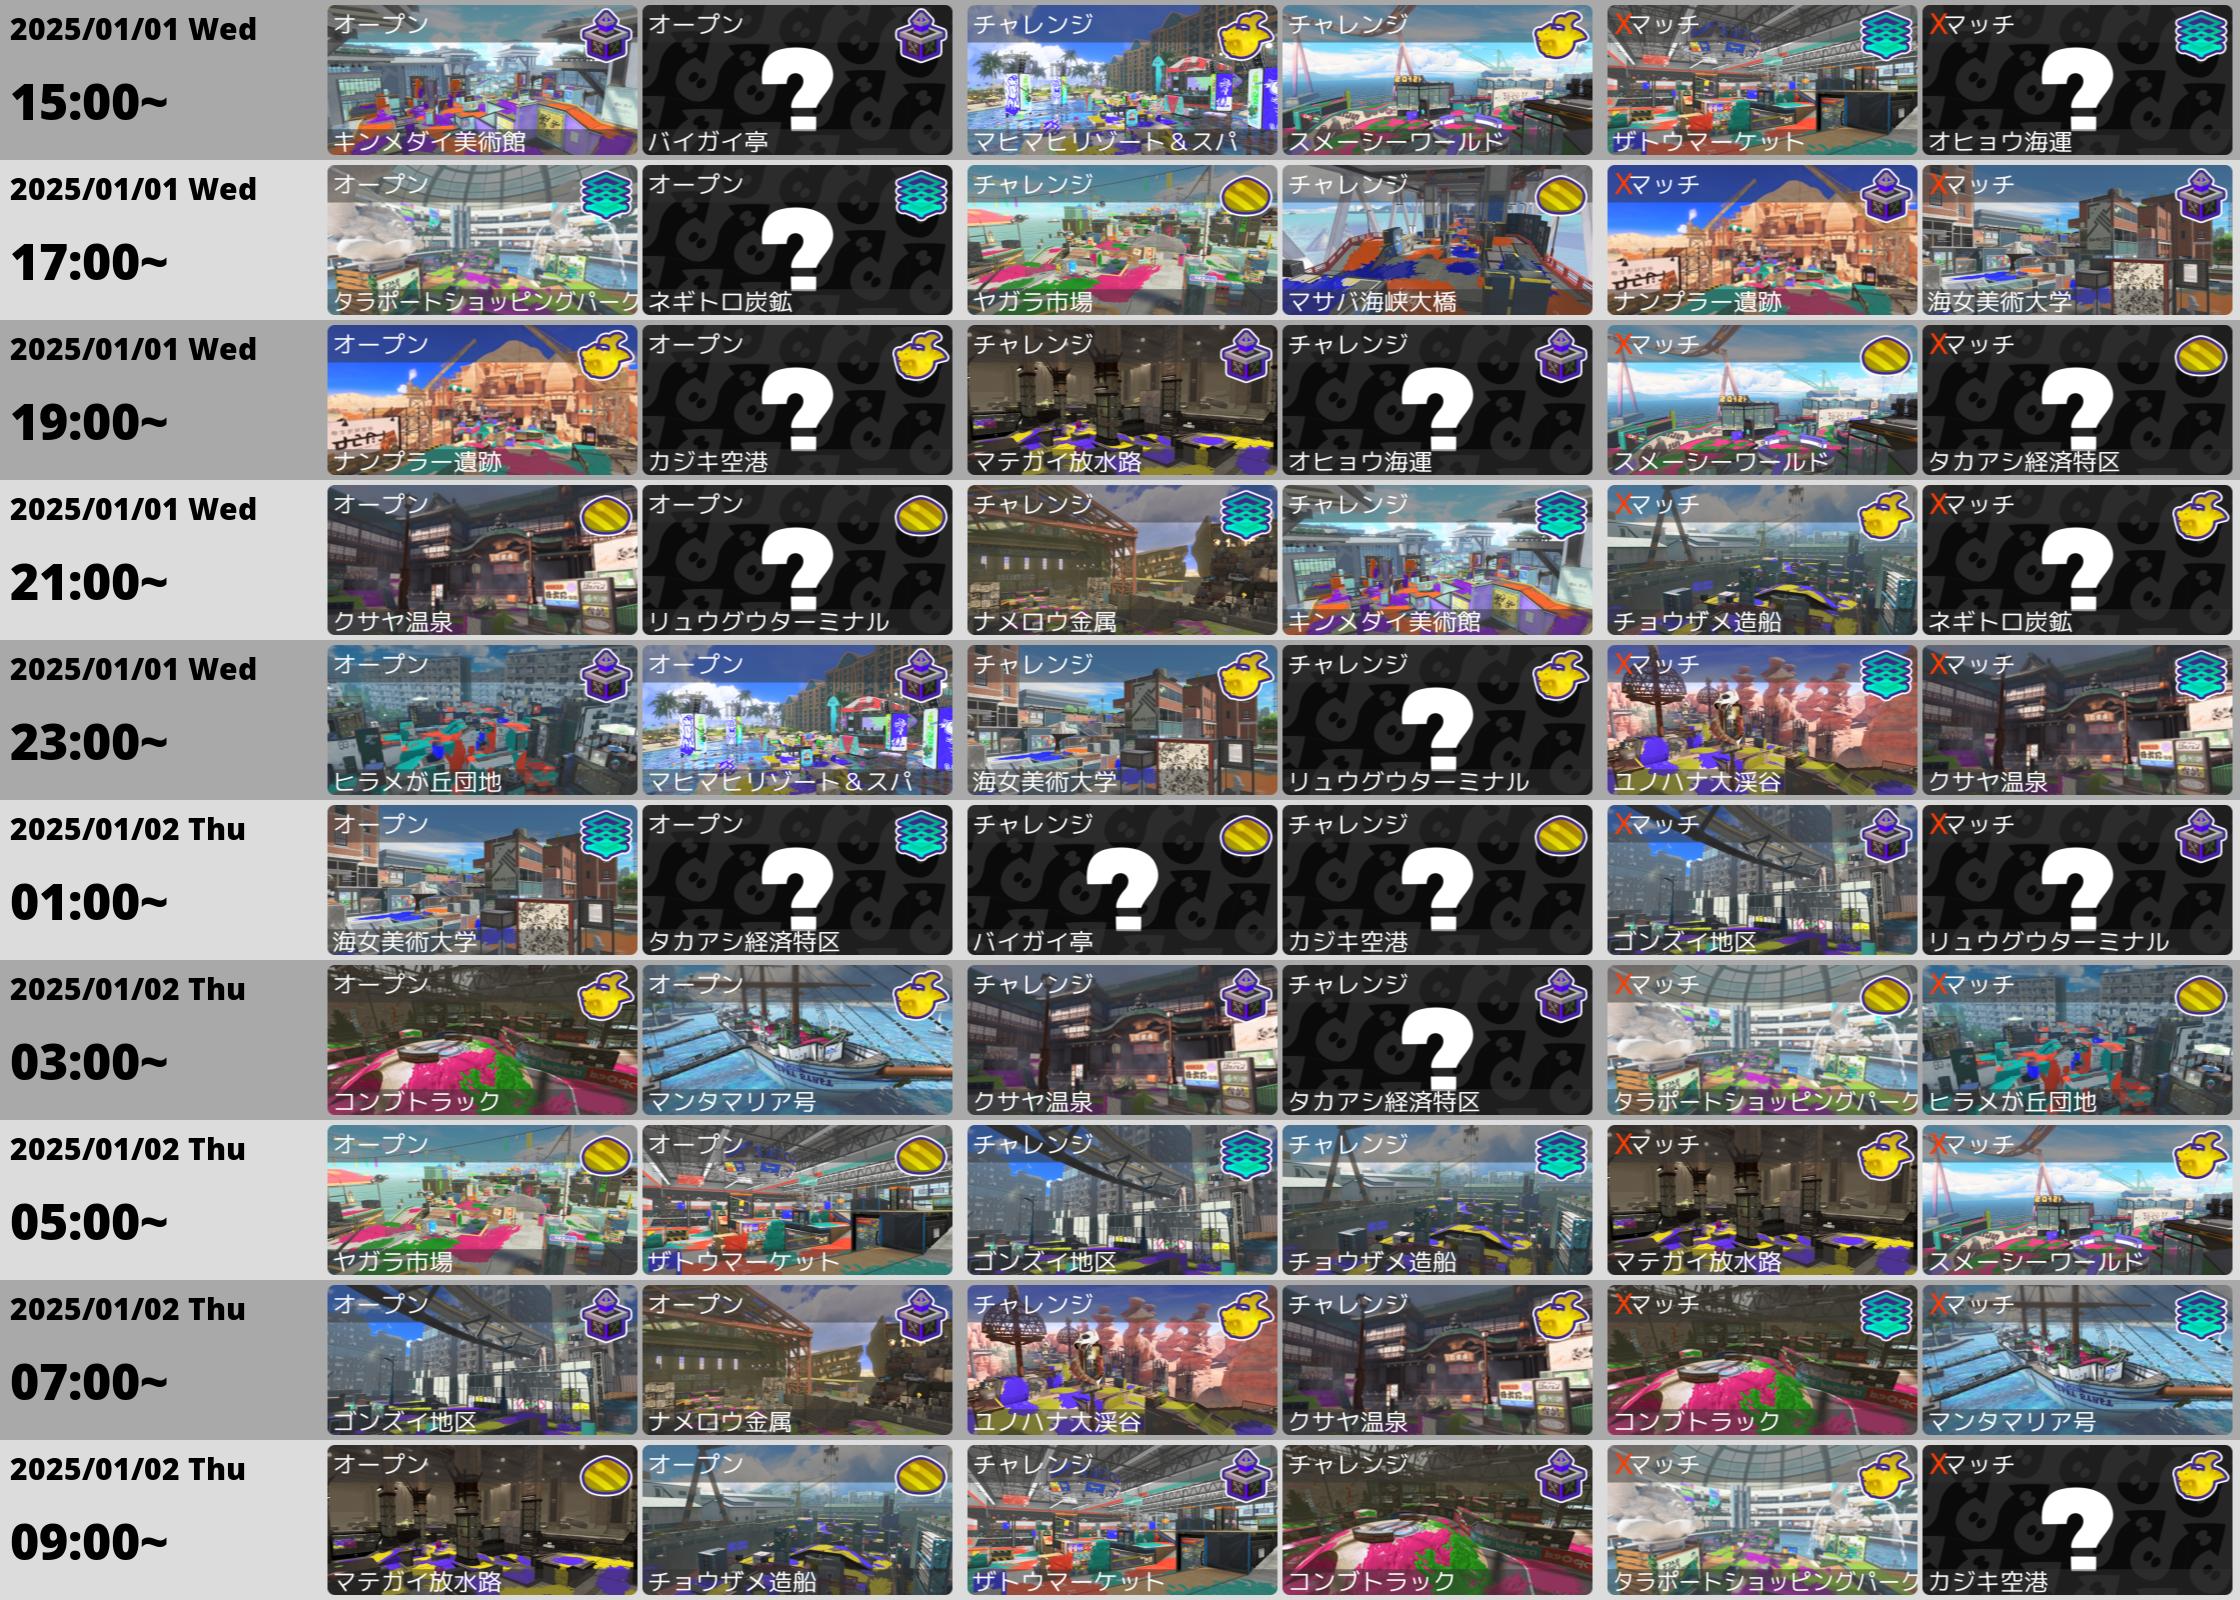 2025/01/01 Wed
15:00~
オープン
キンメダイ美術館
オープン
バイガイ亭
チャレンジ
マヒマヒリゾート＆スパ
チャレンジ
スメーシーワールド
Xマッチ
ザトウマーケット
Xマッチ
オヒョウ海運
2025/01/01 Wed
17:00~
オープン
タラポートショッピングパーク
オープン
ネギトロ炭鉱
チャレンジ
ヤガラ市場
チャレンジ
マサバ海峡大橋
Xマッチ
ナンプラー遺跡
Xマッチ
海女美術大学
2025/01/01 Wed
19:00~
オープン
ナンプラー遺跡
オープン
カジキ空港
チャレンジ
マテガイ放水路
チャレンジ
オヒョウ海運
Xマッチ
スメーシーワールド
Xマッチ
タカアシ経済特区
2025/01/01 Wed
21:00~
オープン
クサヤ温泉
オープン
リュウグウターミナル
チャレンジ
ナメロウ金属
チャレンジ
キンメダイ美術館
Xマッチ
チョウザメ造船
Xマッチ
ネギトロ炭鉱
2025/01/01 Wed
23:00~
オープン
ヒラメが丘団地
オープン
マヒマヒリゾート＆スパ
チャレンジ
海女美術大学
チャレンジ
リュウグウターミナル
Xマッチ
ユノハナ大渓谷
Xマッチ
クサヤ温泉
2025/01/02 Thu
01:00~
オープン
海女美術大学
オープン
タカアシ経済特区
チャレンジ
バイガイ亭
チャレンジ
カジキ空港
Xマッチ
ゴンズイ地区
Xマッチ
リュウグウターミナル
2025/01/02 Thu
03:00~
オープン
コンブトラック
オープン
マンタマリア号
チャレンジ
クサヤ温泉
チャレンジ
タカアシ経済特区
Xマッチ
タラポートショッピングパーク
Xマッチ
ヒラメが丘団地
2025/01/02 Thu
05:00~
オープン
ヤガラ市場
オープン
ザトウマーケット
チャレンジ
ゴンズイ地区
チャレンジ
チョウザメ造船
Xマッチ
マテガイ放水路
Xマッチ
スメーシーワールド
2025/01/02 Thu
07:00~
オープン
ゴンズイ地区
オープン
ナメロウ金属
チャレンジ
ユノハナ大渓谷
チャレンジ
クサヤ温泉
Xマッチ
コンブトラック
Xマッチ
マンタマリア号
2025/01/02 Thu
09:00~
オープン
マテガイ放水路
オープン
チョウザメ造船
チャレンジ
ザトウマーケット
チャレンジ
コンブトラック
Xマッチ
タラポートショッピングパーク
Xマッチ
カジキ空港